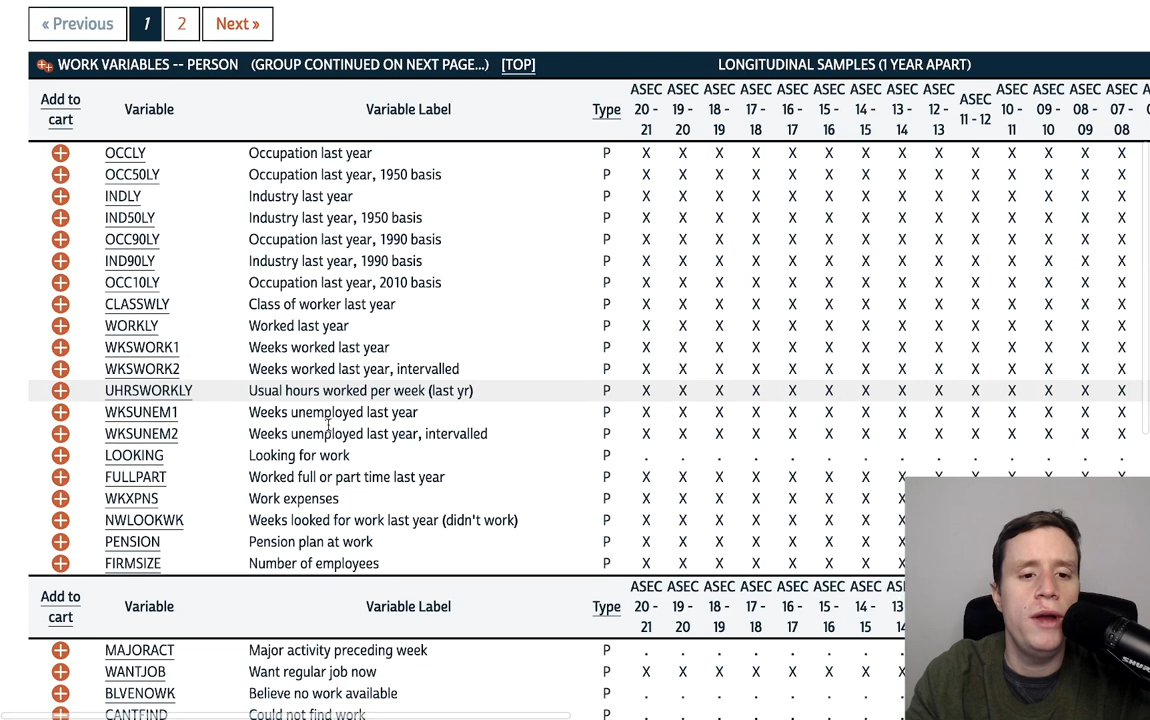 « Previous 1 2 Next »
WORK VARIABLES -- PERSON (GROUP CONTINUED ON NEXT PAGE...) [TOP] LONGITUDINAL SAMPLES (1 YEAR APART)
Add to cart Variable Variable Label Type ASEC 20 - 21 ASEC 19 - 20 ASEC 18 - 19 ASEC 17 - 18 ASEC 16 - 17 ASEC 15 - 16 ASEC 14 - 15 ASEC 13 - 14 ASEC 12 - 13 ASEC 11 - 12 ASEC 10 - 11 ASEC 09 - 10 ASEC 08 - 09 ASEC 07 - 08
OCCLY Occupation last year P X X X X X X X X X X X X X X
OCC50LY Occupation last year, 1950 basis P X X X X X X X X X X X X X X
INDLY Industry last year P X X X X X X X X X X X X X X
IND50LY Industry last year, 1950 basis P X X X X X X X X X X X X X X
OCC90LY Occupation last year, 1990 basis P X X X X X X X X X X X X X X
IND90LY Industry last year, 1990 basis P X X X X X X X X X X X X X X
OCC10LY Occupation last year, 2010 basis P X X X X X X X X X X X X X X
CLASSWLY Class of worker last year P X X X X X X X X X X X X X X
WORKLY Worked last year P X X X X X X X X X X X X X X
WKSWORK1 Weeks worked last year P X X X X X X X X X X X X X X
WKSWORK2 Weeks worked last year, intervalled P X X X X X X X X X X X X X X
UHRSWORKLY Usual hours worked per week (last yr) P X X X X X X X X X X X X X X
WKSUNEM1 Weeks unemployed last year P X X X X X X X X X X X X X X
WKSUNEM2 Weeks unemployed last year, intervalled P X X X X X X X X X X X X X X
LOOKING Looking for work P . . . . . . . . . . . . . .
FULLPART Worked full or part time last year P X X X X X X X X X X X X X X
WKXPNS Work expenses P X X X X X X X X
NWLOOKWK Weeks looked for work last year (didn't work) P X X X X X X X X
PENSION Pension plan at work P X X X X X X X X
FIRMSIZE Number of employees P X X X X X X X X
Add to cart Variable Variable Label Type ASEC 20 - 21 ASEC 19 - 20 ASEC 18 - 19 ASEC 17 - 18 ASEC 16 - 17 ASEC 15 - 16 ASEC 14 - 15
MAJORACT Major activity preceding week P . . . . . . . .
WANTJOB Want regular job now P X X X X X X X X
BLVENOWK Believe no work available P . . . . . . . .
CANTFIND Could not find work P . . . . . . . .
SHURE